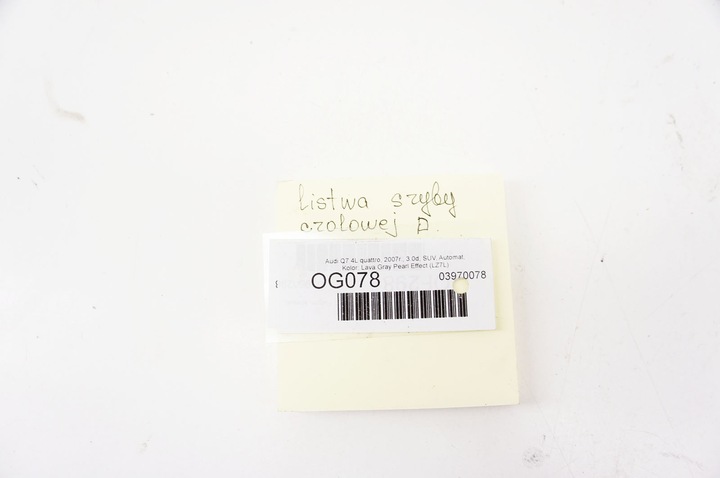 listwa szyby
czołowej P.
Audi Q7 4L quattro, 2007r., 3.0d, SUV, Automat.
Kolor: Lava Gray Pearl Effect (LZ7L)
OG078 03970078